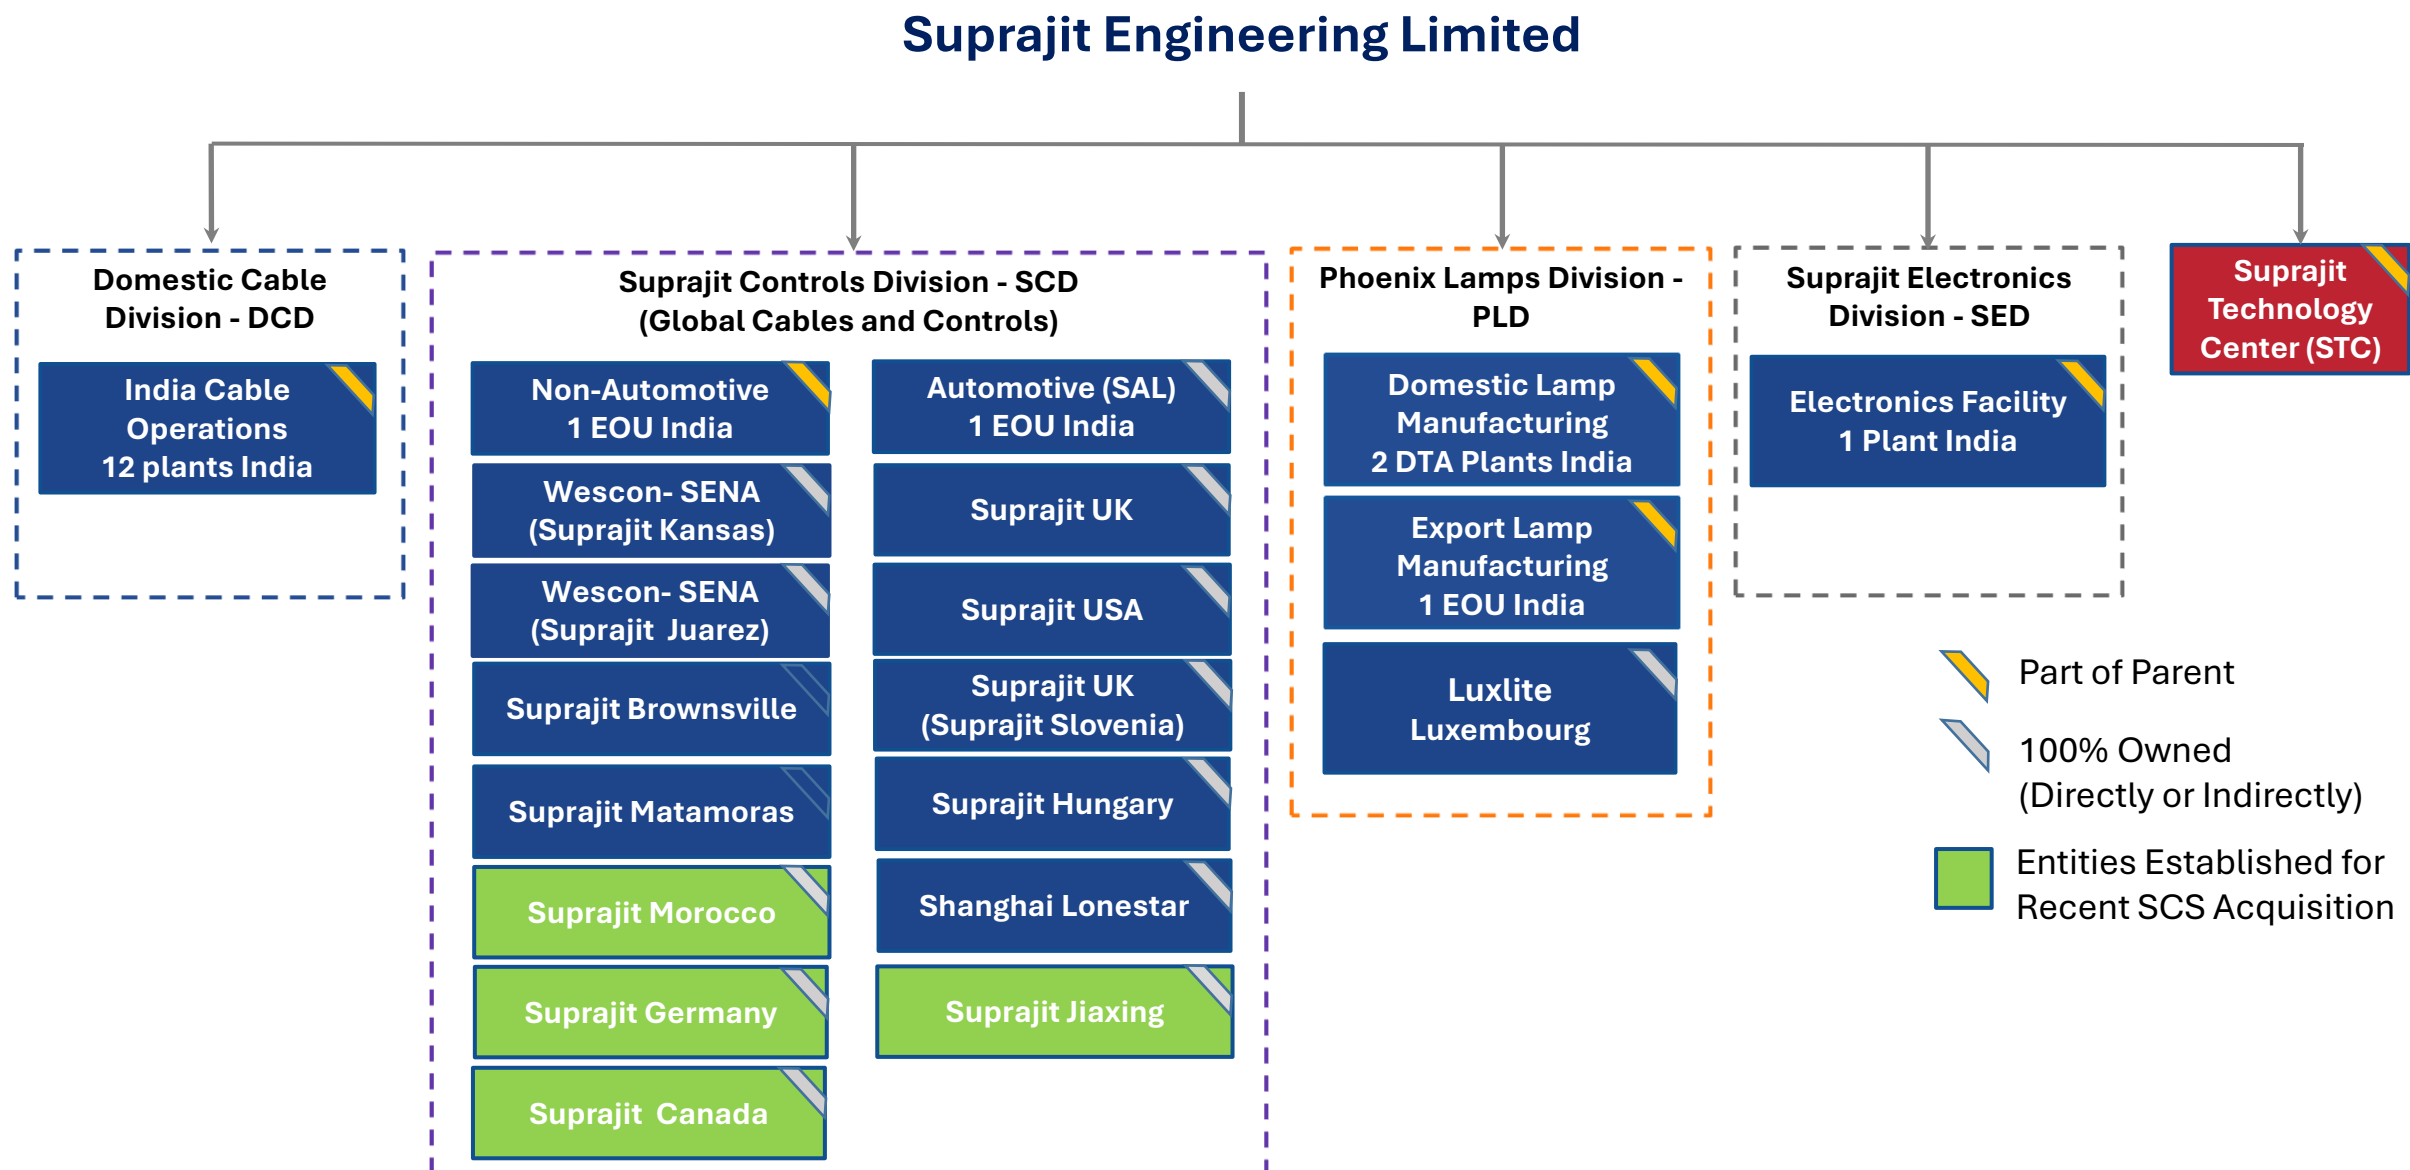 Suprajit Engineering Limited
Domestic Cable
Division - DCD
India Cable
Operations
12 plants India
Suprajit Controls Division - SCD
(Global Cables and Controls)
Non-Automotive
1 EOU India
Wescon- SENA
(Suprajit Kansas)
Wescon- SENA
(Suprajit  Juarez)
Suprajit Brownsville
Suprajit Matamoras
Suprajit Morocco
Suprajit Germany
Suprajit  Canada
Automotive (SAL)
1 EOU India
Suprajit UK
Suprajit USA
Suprajit UK
(Suprajit Slovenia)
Suprajit Hungary
Shanghai Lonestar
Suprajit Jiaxing
Phoenix Lamps Division -
PLD
Domestic Lamp
Manufacturing
2 DTA Plants India
Export Lamp
Manufacturing
1 EOU India
Luxlite
Luxembourg
Suprajit Electronics
Division - SED
Electronics Facility
1 Plant India
Suprajit
Technology
Center (STC)
Part of Parent
100% Owned
(Directly or Indirectly)
Entities Established for
Recent SCS Acquisition